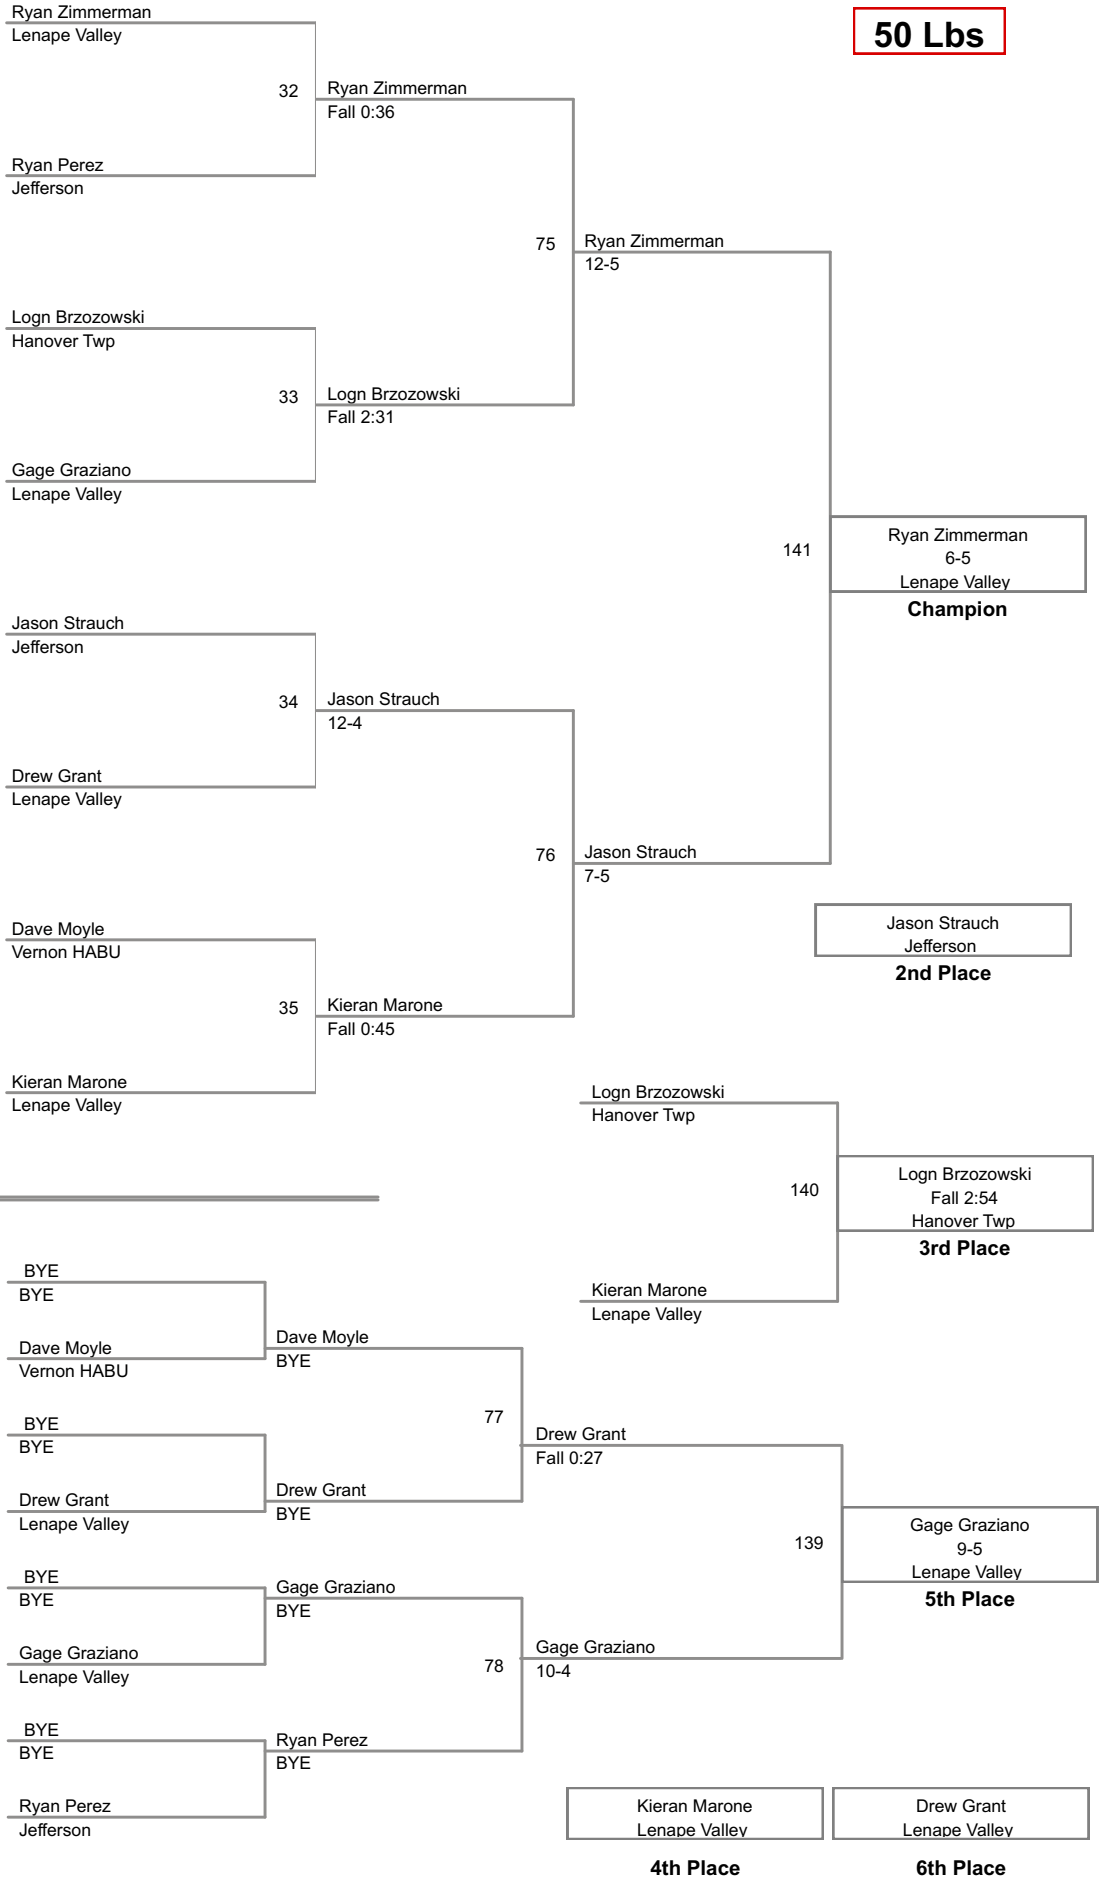 Ryan Zimmerman
Lenape Valley
50 Lbs
32
Ryan Zimmerman
Fall 0:36
Ryan Perez
Jefferson
75
Ryan Zimmerman
12-5
Logn Brzozowski
Hanover Twp
33
Logn Brzozowski
Fall 2:31
Gage Graziano
Lenape Valley
141
Ryan Zimmerman
6-5
Lenape Valley
Champion
Jason Strauch
Jefferson
34
Jason Strauch
12-4
Drew Grant
Lenape Valley
76
Jason Strauch
7-5
Dave Moyle
Vernon HABU
Jason Strauch
Jefferson
2nd Place
35
Kieran Marone
Fall 0:45
Kieran Marone
Lenape Valley
Logn Brzozowski
Hanover Twp
140
Logn Brzozowski
Fall 2:54
Hanover Twp
3rd Place
Kieran Marone
Lenape Valley
BYE
BYE
Dave Moyle
Vernon HABU
Dave Moyle
BYE
77
BYE
BYE
Drew Grant
Fall 0:27
Drew Grant
Lenape Valley
Drew Grant
BYE
139
Gage Graziano
9-5
Lenape Valley
5th Place
BYE
BYE
Gage Graziano
BYE
Gage Graziano
Lenape Valley
78
Gage Graziano
10-4
BYE
BYE
Ryan Perez
BYE
Ryan Perez
Jefferson
Kieran Marone
Lenape Valley
4th Place
Drew Grant
Lenape Valley
6th Place